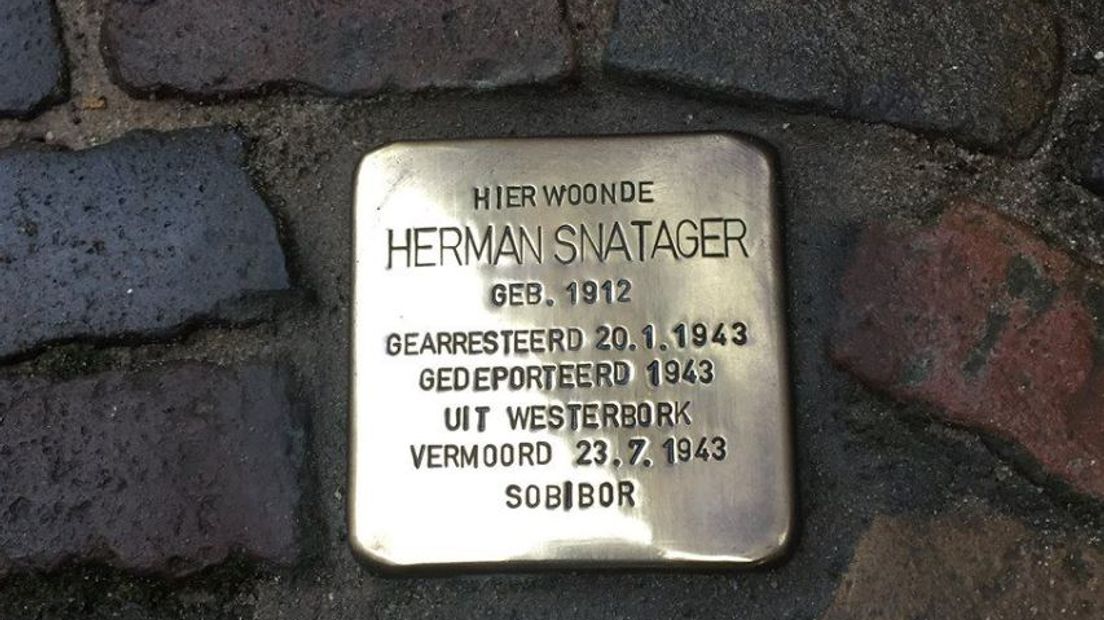 HIER WOONDE
HERMAN SNATAGER
GEB. 1912
GEARRESTEERD 20.1.1943
GEDEPORTEERD 1943
UIT WESTERBORK
VERMOORD 23.7.1943
SOBIBOR